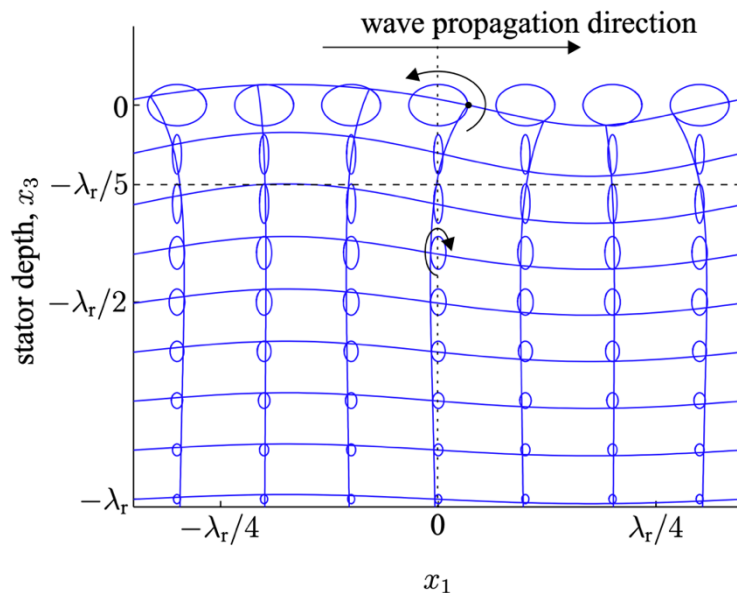 wave propagation direction
0
−λr/5
−λr/2
−λr
stator depth, x3
−λr/4
0
λr/4
x1